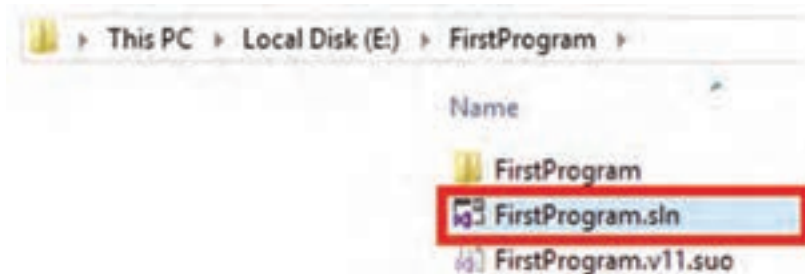 This PC Local Disk (E:) FirstProgram
Name
FirstProgram
FirstProgram.sln
FirstProgram.v11.suo